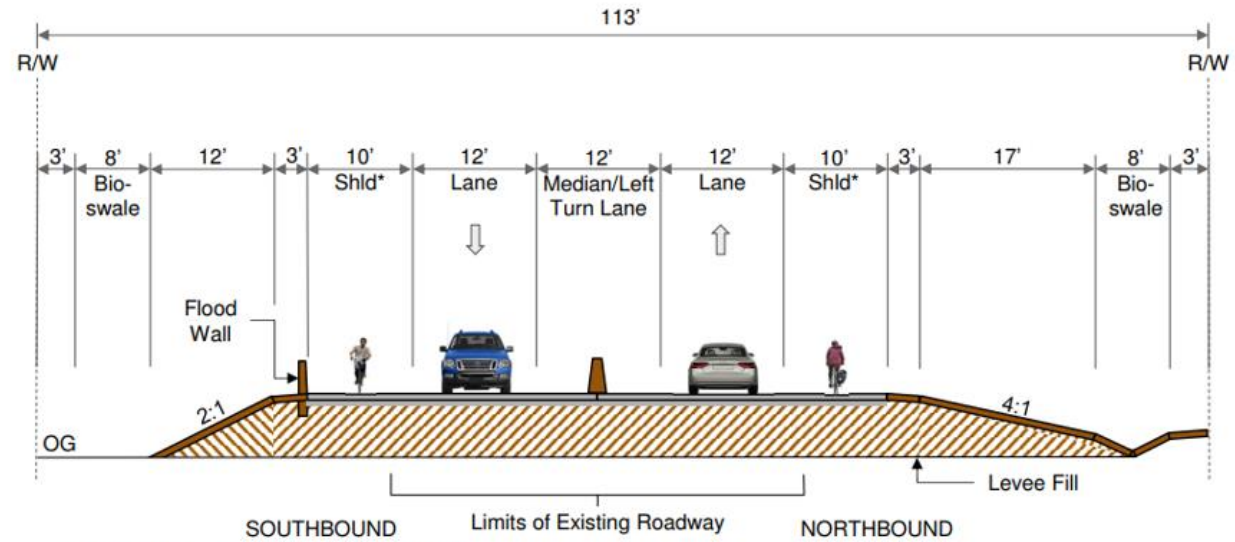 113’
R/W
R/W
3’
8’
12’
3’
10’
12’
12’
12’
10’
3’
17’
8’
3’
Bio-
swale
Shld*
Lane
Median/Left
Turn Lane
Lane
Shld*
Bio-
swale
Flood
Wall
2:1
4:1
OG
Levee Fill
SOUTHBOUND
Limits of Existing Roadway
NORTHBOUND